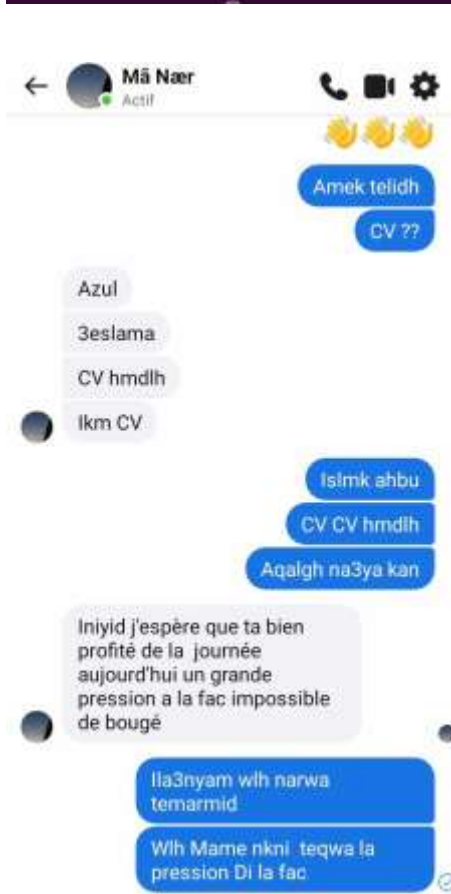 Mã Nær
Actif
👋👋👋
Amek telidh
CV ??
Azul
3eslama
CV hmdlh
Ikm CV
Islmk ahbu
CV CV hmdlh
Aqalgh na3ya kan
Iniyid j'espère que ta bien
profité de la journée
aujourd'hui un grande
pression a la fac impossible
de bougé
Ila3nyam wlh narwa
temarmid
Wlh Mame nkni teqwa la
pression Di la fac